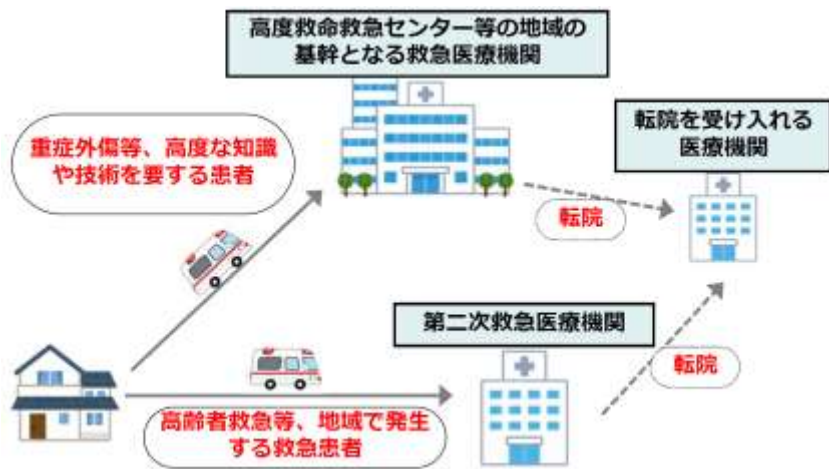 高度救命救急センター等の地域の
基幹となる救急医療機関
転院を受け入れる
医療機関
重症外傷等、高度な知識
や技術を要する患者
転院
第二次救急医療機関
転院
高齢者救急等、地域で発生
する救急患者